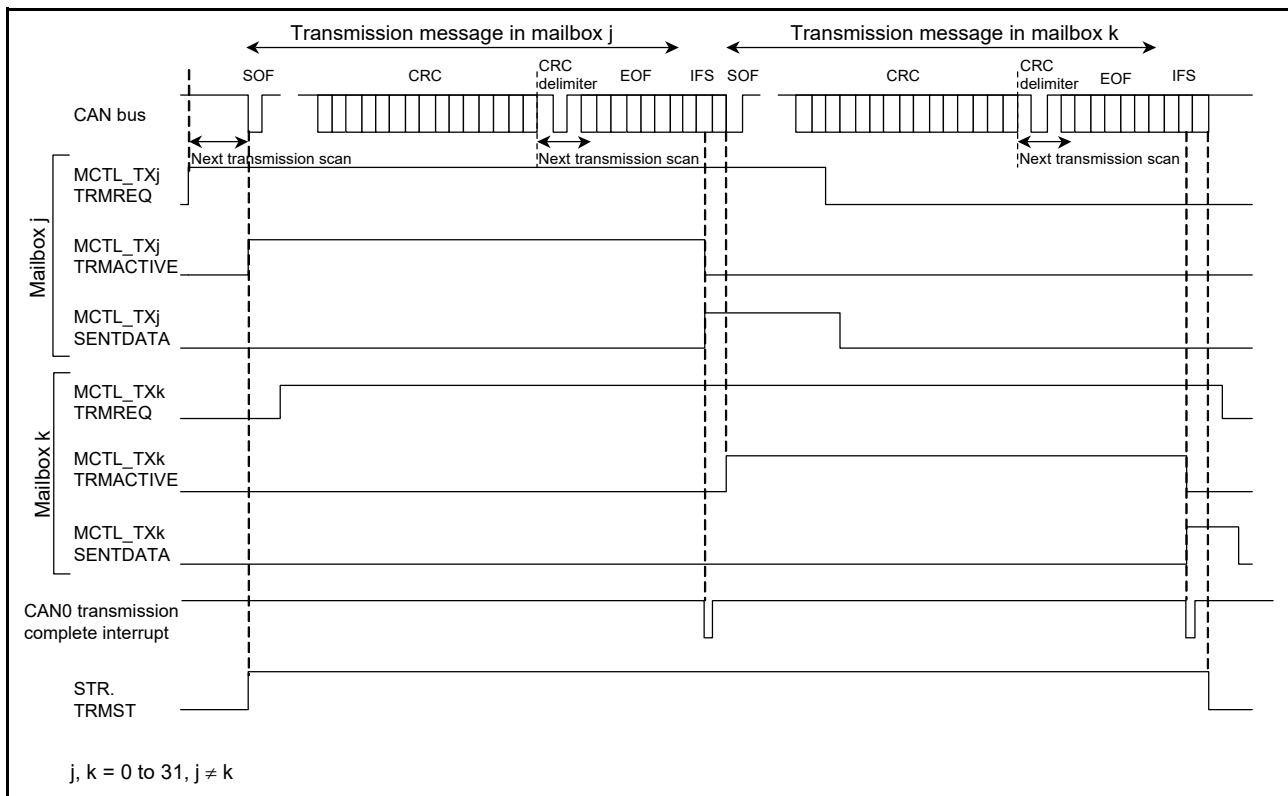 Transmission message in mailbox j
Transmission message in mailbox k
SOF
CRC
CRC
delimiter
EOF
IFS
SOF
CRC
CRC
delimiter
EOF
IFS
CAN bus
Next transmission scan
Next transmission scan
Next transmission scan
Mailbox j
MCTL_TXj
TRMREQ
MCTL_TXj
TRMACTIVE
MCTL_TXj
SENTDATA
Mailbox k
MCTL_TXk
TRMREQ
MCTL_TXk
TRMACTIVE
MCTL_TXk
SENTDATA
CAN0 transmission
complete interrupt
STR.
TRMST
j, k = 0 to 31, j ≠ k